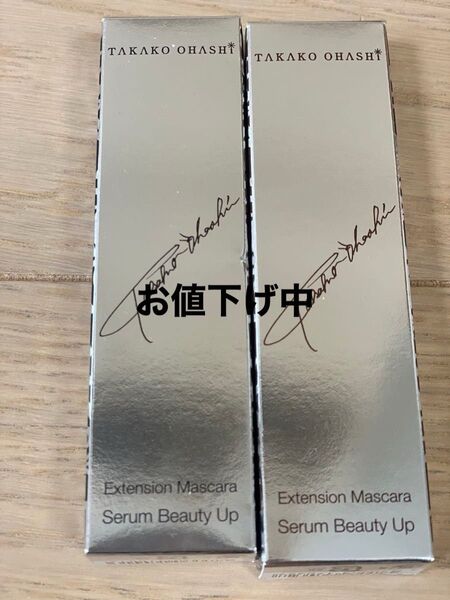 TAKAKO OHASHI
Takako Ohashi
Extension Mascara
Serum Beauty Up
TAKAKO OHASHI
Takako Ohashi
Extension Mascara
Serum Beauty Up
お値下げ中